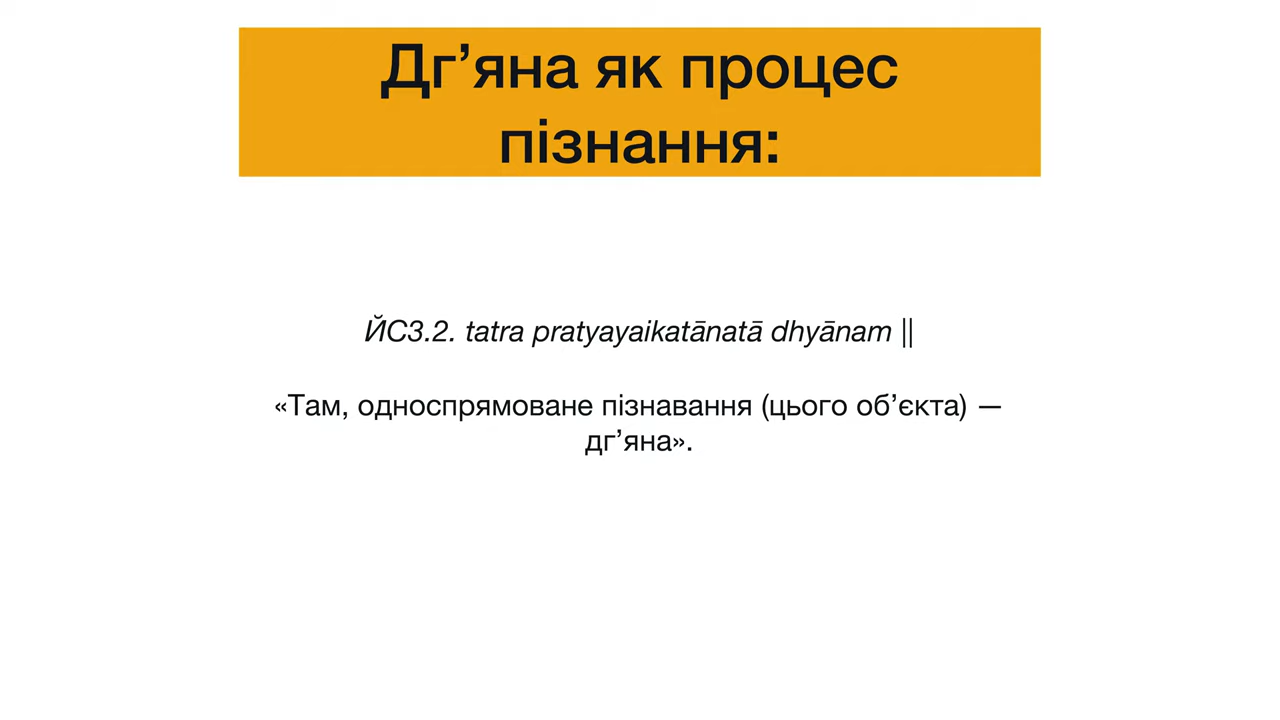 Дг’яна як процес
пізнання:
ЙС3.2. tatra pratyayaikatānatā dhyānam ||
«Там, односпрямоване пізнавання (цього об’єкта) —
дг’яна».